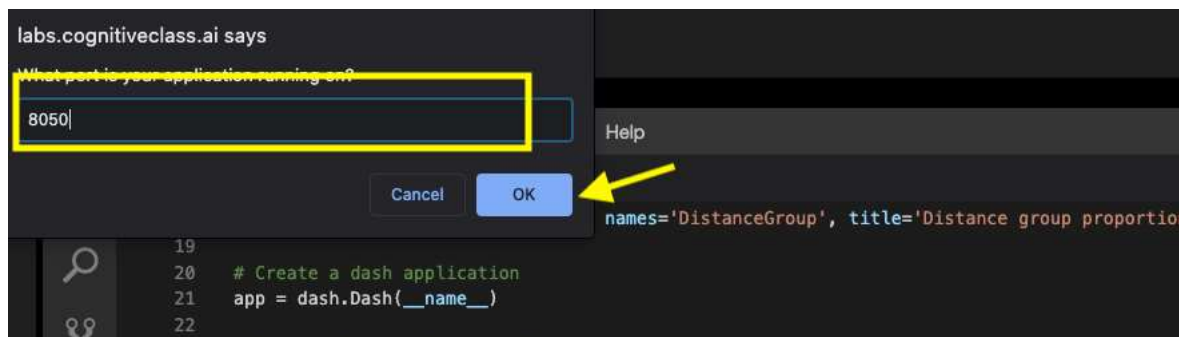 labs.cognitiveclass.ai says
What port is your application running on?
8050
Cancel
OK
Help
names='DistanceGroup', title='Distance group proportio
19
20 # Create a dash application
21 app = dash.Dash(__name__)
22